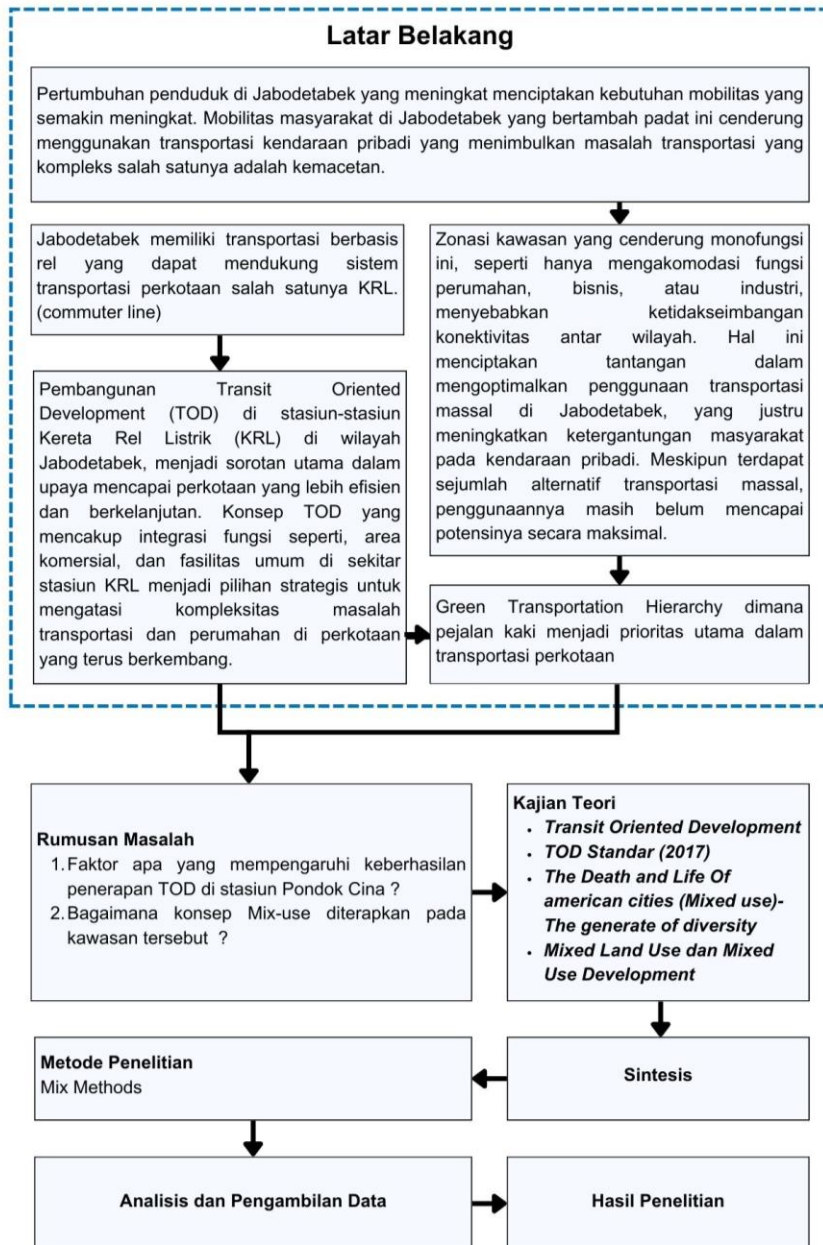 Latar Belakang
Pertumbuhan penduduk di Jabodetabek yang meningkat menciptakan kebutuhan mobilitas yang
semakin meningkat. Mobilitas masyarakat di Jabodetabek yang bertambah padat ini cenderung
menggunakan transportasi kendaraan pribadi yang menimbulkan masalah transportasi yang
kompleks salah satunya adalah kemacetan.
Jabodetabek memiliki transportasi berbasis
rel yang dapat mendukung sistem
transportasi perkotaan salah satunya KRL.
(commuter line)
Pembangunan Transit Oriented
Development (TOD) di stasiun-stasiun
Kereta Rel Listrik (KRL) di wilayah
Jabodetabek, menjadi sorotan utama dalam
upaya mencapai perkotaan yang lebih efisien
dan berkelanjutan. Konsep TOD yang
mencakup integrasi fungsi seperti, area
komersial, dan fasilitas umum di sekitar
stasiun KRL menjadi pilihan strategis untuk
mengatasi kompleksitas masalah
transportasi dan perumahan di perkotaan
yang terus berkembang.
Zonasi kawasan yang cenderung monofungsi
ini, seperti hanya mengakomodasi fungsi
perumahan, bisnis, atau industri,
menyebabkan ketidakseimbangan
konektivitas antar wilayah. Hal ini
menciptakan tantangan dalam
mengoptimalkan penggunaan transportasi
massal di Jabodetabek, yang justru
meningkatkan ketergantungan masyarakat
pada kendaraan pribadi. Meskipun terdapat
sejumlah alternatif transportasi massal,
penggunaannya masih belum mencapai
potensinya secara maksimal.
Green Transportation Hierarchy dimana
pejalan kaki menjadi prioritas utama dalam
transportasi perkotaan
Rumusan Masalah
1. Faktor apa yang mempengaruhi keberhasilan
penerapan TOD di stasiun Pondok Cina ?
2. Bagaimana konsep Mix-use diterapkan pada
kawasan tersebut ?
Kajian Teori
• Transit Oriented Development
• TOD Standar (2017)
• The Death and Life Of
american cities (Mixed use)-
The generate of diversity
• Mixed Land Use dan Mixed
Use Development
Metode Penelitian
Mix Methods
Sintesis
Analisis dan Pengambilan Data
Hasil Penelitian